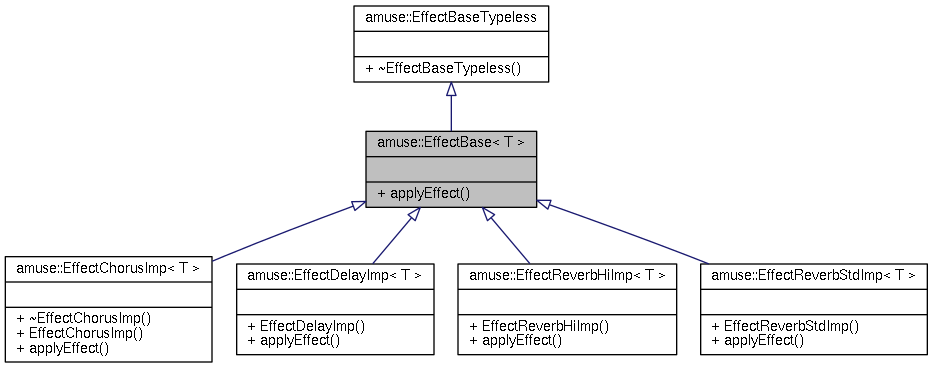 amuse::EffectBaseTypeless
+ ~EffectBaseTypeless()
amuse::EffectBase< T >
+ applyEffect()
amuse::EffectChorusImp< T >
+ ~EffectChorusImp()
+ EffectChorusImp()
+ applyEffect()
amuse::EffectDelayImp< T >
+ EffectDelayImp()
+ applyEffect()
amuse::EffectReverbHiImp< T >
+ EffectReverbHiImp()
+ applyEffect()
amuse::EffectReverbStdImp< T >
+ EffectReverbStdImp()
+ applyEffect()